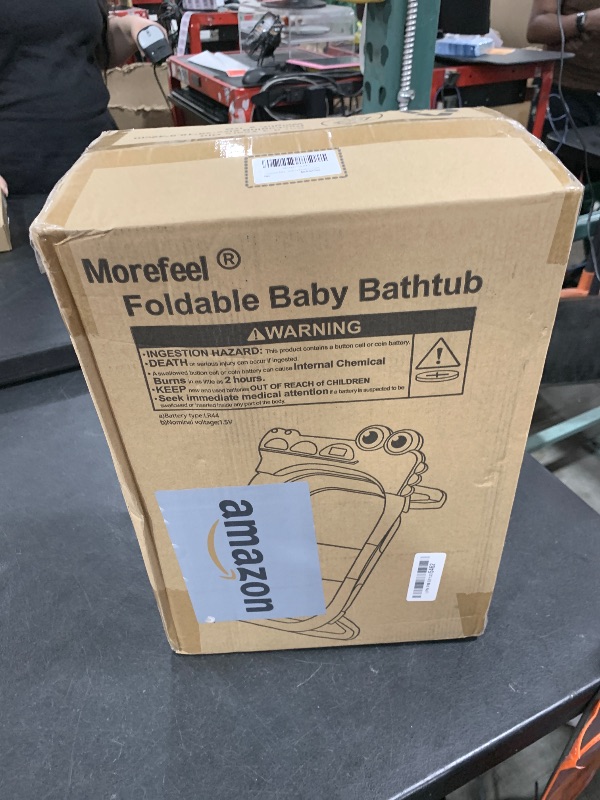 Morefeel ®
Foldable Baby Bathtub
WARNING
·INGESTION HAZARD: This product contains a button cell or coin battery.
·DEATH or serious injury can occur if ingested.
·A swallowed button cell or coin battery can cause Internal Chemical
Burns in as little as 2 hours.
·KEEP new and used batteries OUT OF REACH of CHILDREN
·Seek immediate medical attention if a battery is suspected to be
swallowed or inserted inside any part of the body.
a)Battery type:LR44
b)Nominal voltage:1.5V
amazon